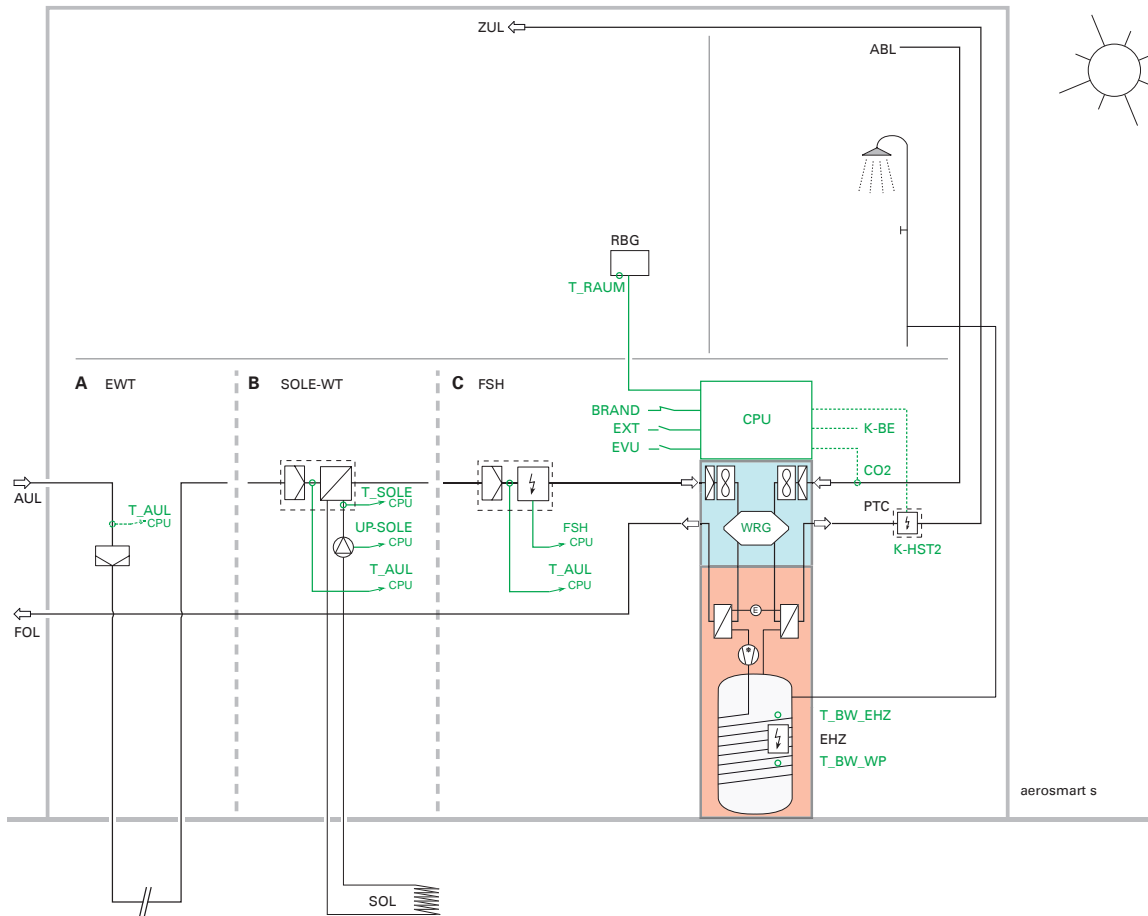 ZUL
ABL
RBG
T_RAUM
A EWT
B SOLE-WT
C FSH
BRAND
EXT
EVU
CPU
K-BE
CO2
AUL
T_AUL
CPU
T_SOLE
CPU
UP-SOLE
CPU
T_AUL
CPU
FSH
CPU
T_AUL
CPU
WRG
PTC
K-HST2
FOL
E
T_BW_EHZ
EHZ
T_BW_WP
aerosmart s
SOL